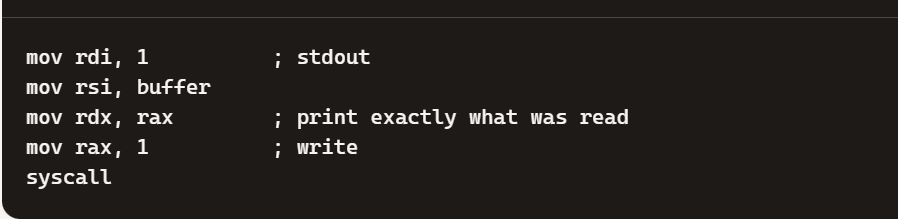 mov rdi, 1          ; stdout
mov rsi, buffer
mov rdx, rax        ; print exactly what was read
mov rax, 1          ; write
syscall